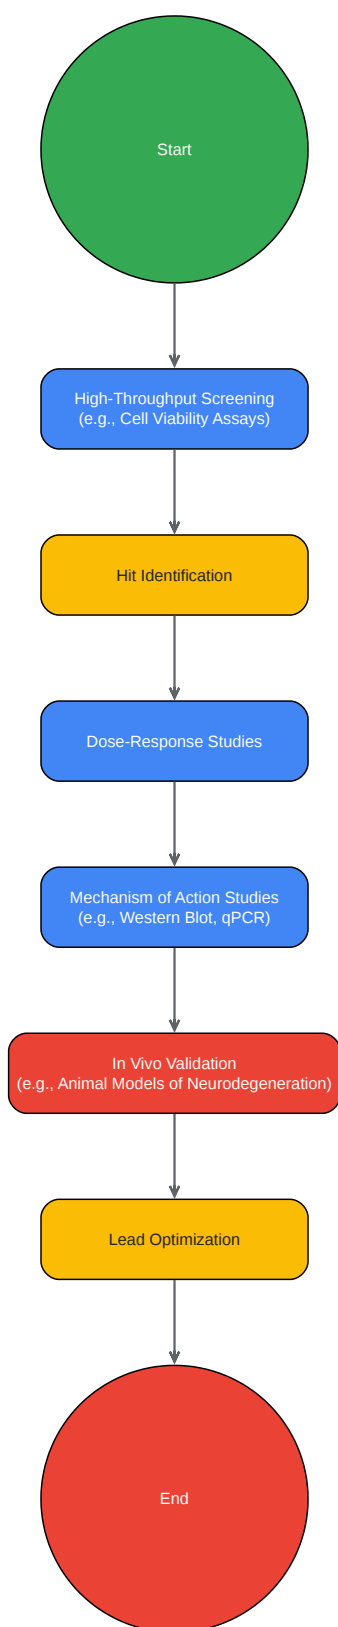 Start
High-Throughput Screening
(e.g., Cell Viability Assays)
Hit Identification
Dose-Response Studies
Mechanism of Action Studies
(e.g., Western Blot, qPCR)
In Vivo Validation
(e.g., Animal Models of Neurodegeneration)
Lead Optimization
End